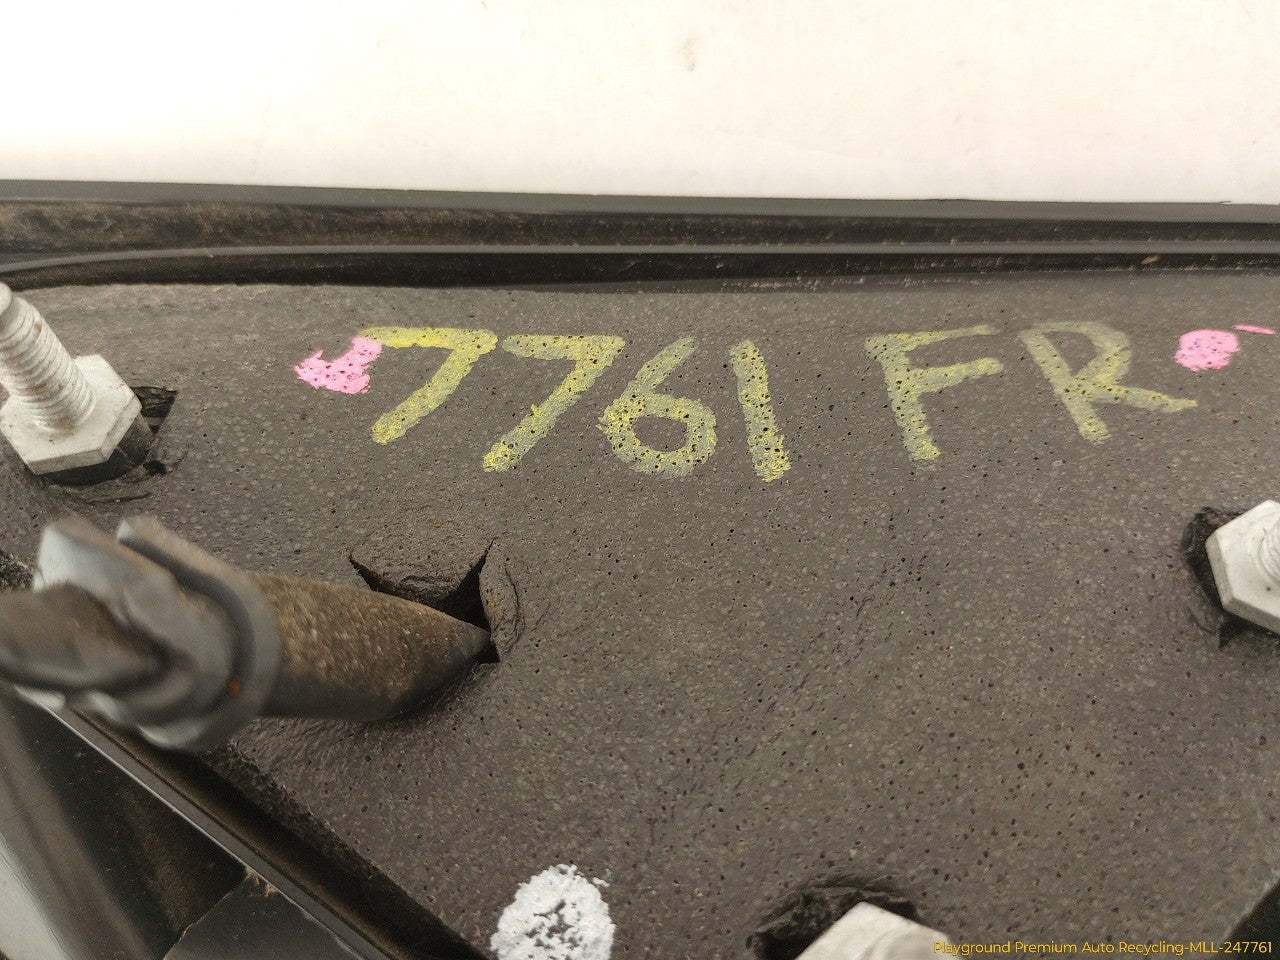 7761 FR
Playground Premium Auto Recycling-MLL-247761